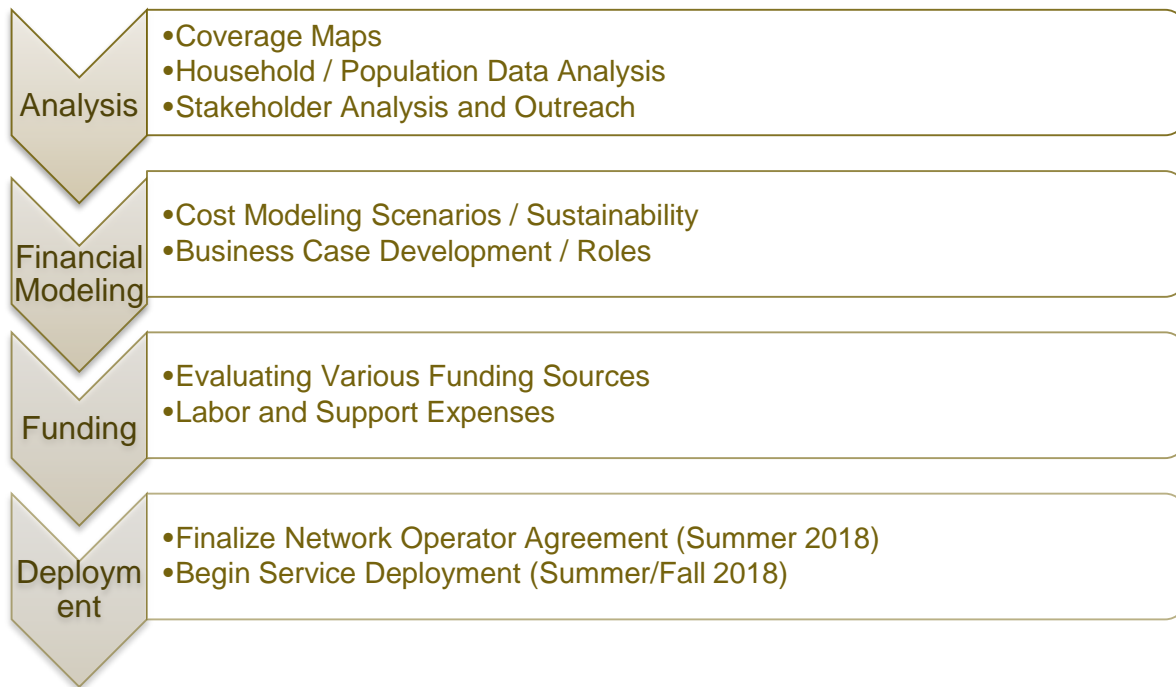 Analysis
•Coverage Maps
•Household / Population Data Analysis
•Stakeholder Analysis and Outreach
Financial
Modeling
•Cost Modeling Scenarios / Sustainability
•Business Case Development / Roles
Funding
•Evaluating Various Funding Sources
•Labor and Support Expenses
Deploym
ent
•Finalize Network Operator Agreement (Summer 2018)
•Begin Service Deployment (Summer/Fall 2018)